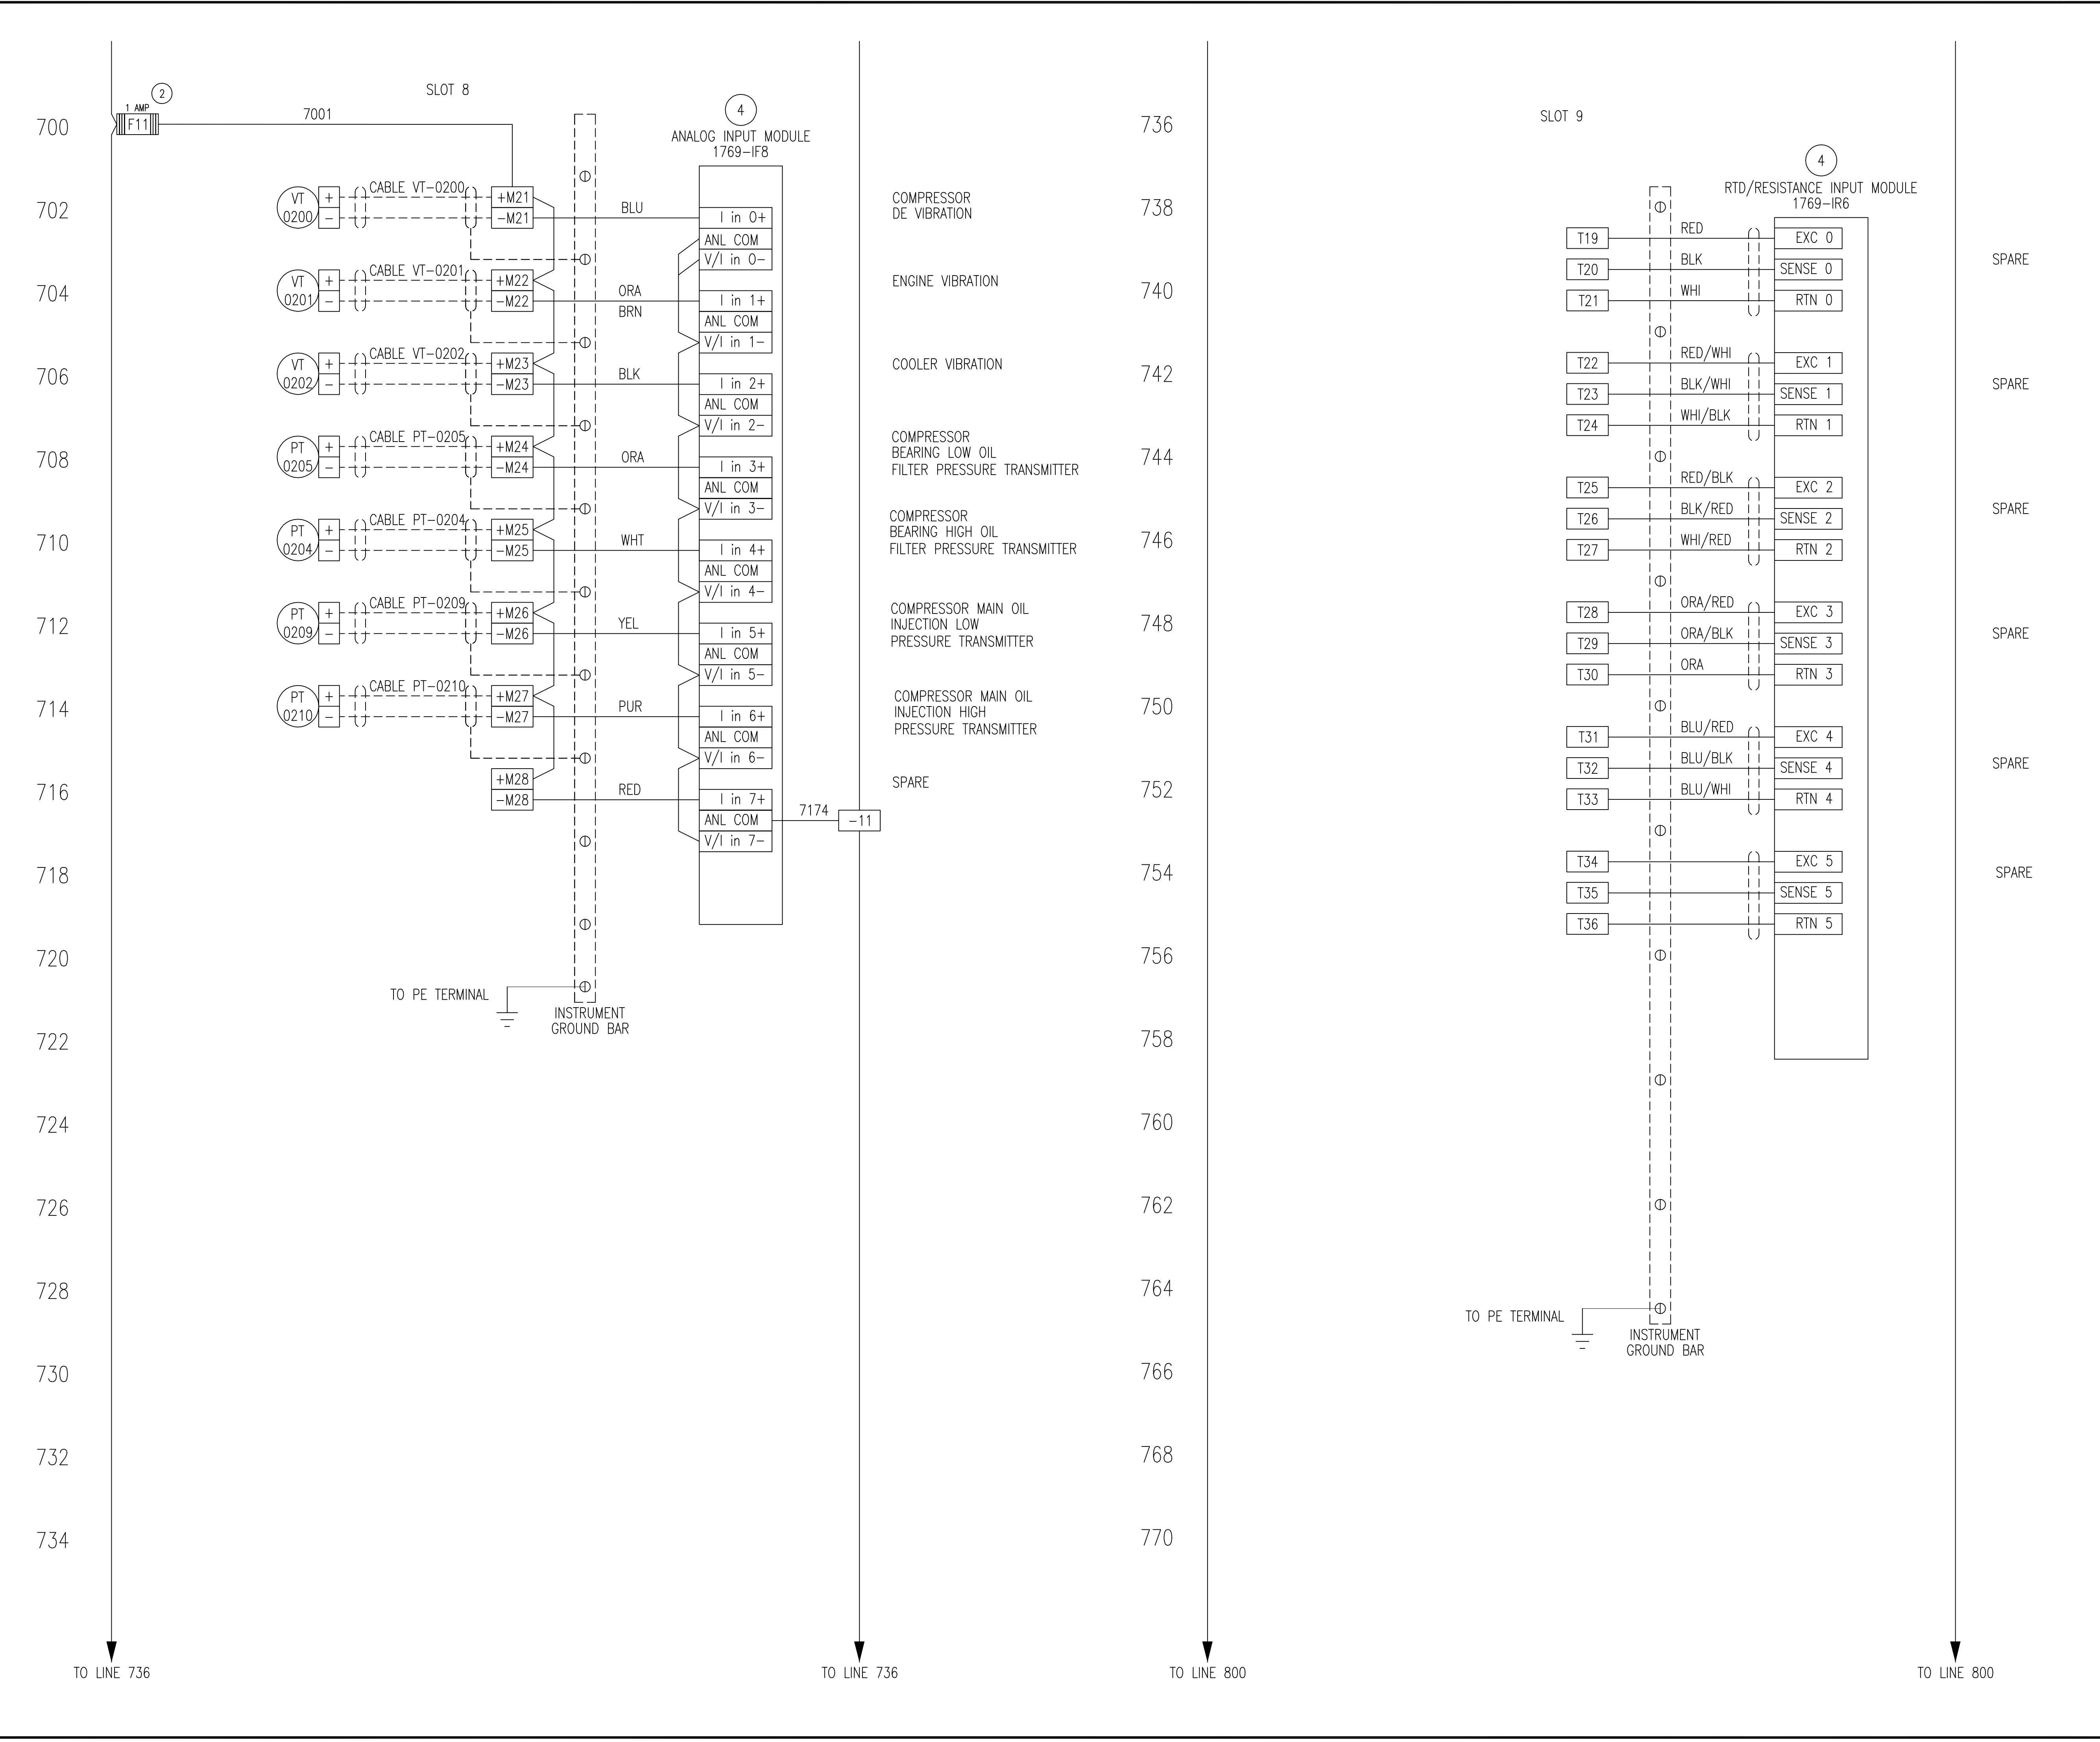 SLOT 8
2
1 AMP
F11
7001
4
ANALOG INPUT MODULE
1769-IF8
700
702
704
706
708
710
712
714
716
718
720
722
724
726
728
730
732
734
VT
0200
+
-
CABLE VT-0200
+M21
-M21
BLU
I in 0+
ANL COM
V/I in 0-
COMPRESSOR
DE VIBRATION
VT
0201
+
-
CABLE VT-0201
+M22
-M22
ORA
BRN
I in 1+
ANL COM
V/I in 1-
ENGINE VIBRATION
VT
0202
+
-
CABLE VT-0202
+M23
-M23
BLK
I in 2+
ANL COM
V/I in 2-
COOLER VIBRATION
PT
0205
+
-
CABLE PT-0205
+M24
-M24
ORA
I in 3+
ANL COM
V/I in 3-
COMPRESSOR
BEARING LOW OIL
FILTER PRESSURE TRANSMITTER
PT
0204
+
-
CABLE PT-0204
+M25
-M25
WHT
I in 4+
ANL COM
V/I in 4-
COMPRESSOR
BEARING HIGH OIL
FILTER PRESSURE TRANSMITTER
PT
0209
+
-
CABLE PT-0209
+M26
-M26
YEL
I in 5+
ANL COM
V/I in 5-
COMPRESSOR MAIN OIL
INJECTION LOW
PRESSURE TRANSMITTER
PT
0210
+
-
CABLE PT-0210
+M27
-M27
PUR
I in 6+
ANL COM
V/I in 6-
COMPRESSOR MAIN OIL
INJECTION HIGH
PRESSURE TRANSMITTER
+M28
-M28
RED
I in 7+
ANL COM
V/I in 7-
7174
-11
SPARE
TO PE TERMINAL
INSTRUMENT
GROUND BAR
TO LINE 736
TO LINE 736
736
738
740
742
744
746
748
750
752
754
756
758
760
762
764
766
768
770
SLOT 9
4
RTD/RESISTANCE INPUT MODULE
1769-IR6
T19
RED
EXC 0
T20
BLK
SENSE 0
SPARE
T21
WHI
RTN 0
T22
RED/WHI
EXC 1
T23
BLK/WHI
SENSE 1
SPARE
T24
WHI/BLK
RTN 1
T25
RED/BLK
EXC 2
T26
BLK/RED
SENSE 2
SPARE
T27
WHI/RED
RTN 2
T28
ORA/RED
EXC 3
T29
ORA/BLK
SENSE 3
SPARE
T30
ORA
RTN 3
T31
BLU/RED
EXC 4
T32
BLU/BLK
SENSE 4
SPARE
T33
BLU/WHI
RTN 4
T34
EXC 5
SPARE
T35
SENSE 5
T36
RTN 5
TO PE TERMINAL
INSTRUMENT
GROUND BAR
TO LINE 800
TO LINE 800